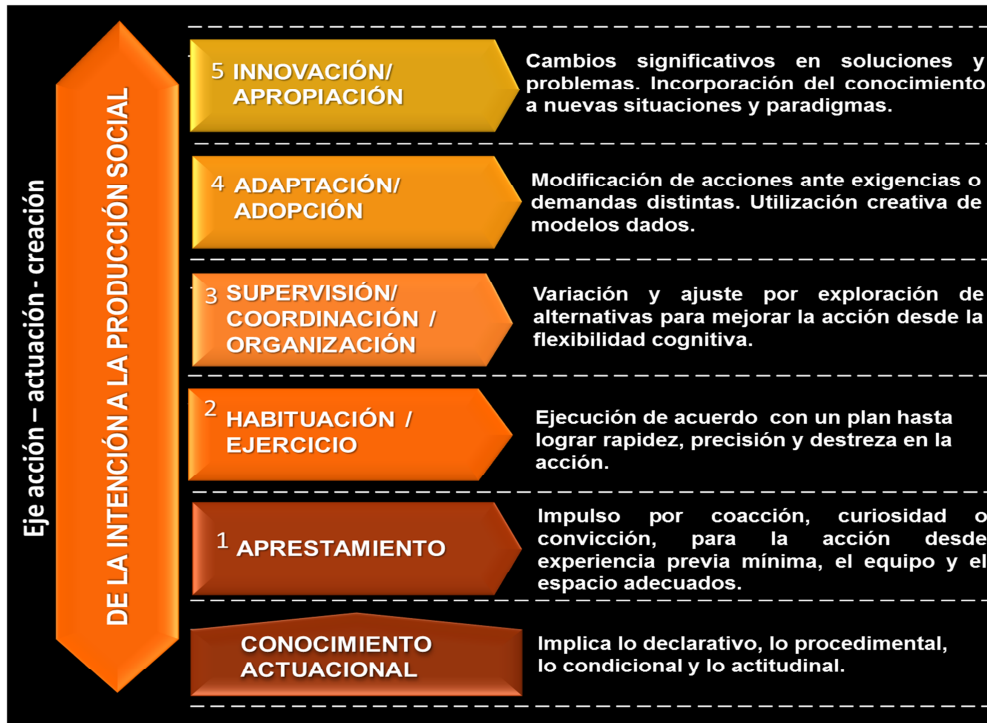 Eje acción – actuación - creación
DE LA INTENCIÓN A LA PRODUCCIÓN SOCIAL
5 INNOVACIÓN/
APROPIACIÓN
Cambios significativos en soluciones y
problemas. Incorporación del conocimiento
a nuevas situaciones y paradigmas.
4 ADAPTACIÓN/
ADOPCIÓN
Modificación de acciones ante exigencias o
demandas distintas. Utilización creativa de
modelos dados.
3 SUPERVISIÓN/
COORDINACIÓN /
ORGANIZACIÓN
Variación y ajuste por exploración de
alternativas para mejorar la acción desde la
flexibilidad cognitiva.
2 HABITUACIÓN /
EJERCICIO
Ejecución de acuerdo con un plan hasta
lograr rapidez, precisión y destreza en la
acción.
1 APRESTAMIENTO
Impulso por coacción, curiosidad o
convicción, para la acción desde
experiencia previa mínima, el equipo y el
espacio adecuados.
CONOCIMIENTO
ACTUACIONAL
Implica lo declarativo, lo procedimental,
lo condicional y lo actitudinal.